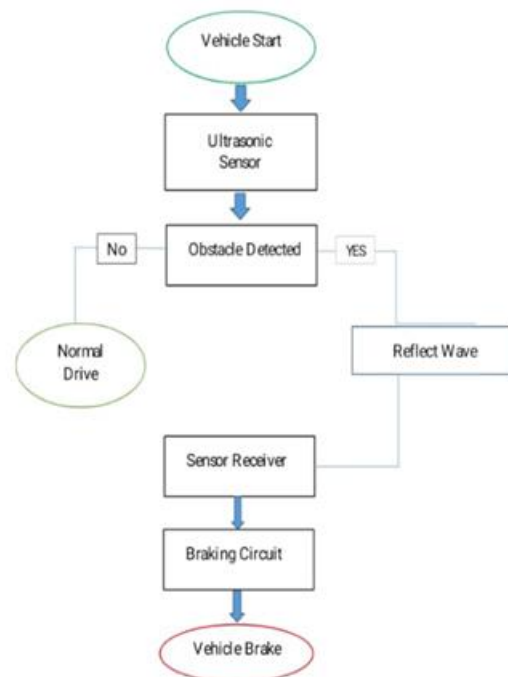 Vehicle Start
Ultrasonic
Sensor
No
Obstacle Detected
YES
Normal
Drive
Reflect Wave
Sensor Receiver
Braking Circuit
Vehicle Brake